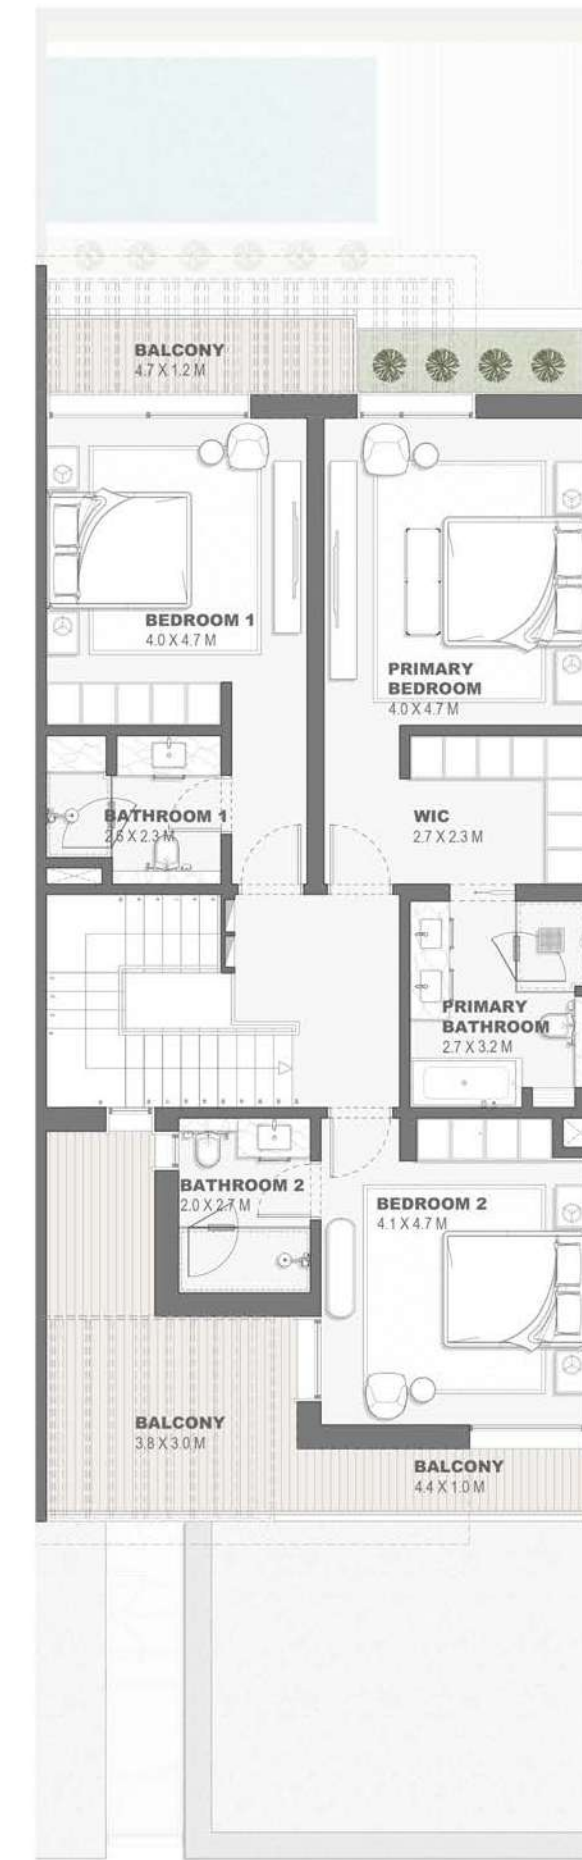 BALCONY
4.7 X 1.2 M
BEDROOM 1
4.0 X 4.7 M
PRIMARY
BEDROOM
4.0 X 4.7 M
BATHROOM 1
2.6 X 2.3 M
WIC
2.7 X 2.3 M
PRIMARY
BATHROOM
2.7 X 3.2 M
BATHROOM 2
2.0 X 2.7 M
BEDROOM 2
4.1 X 4.7 M
BALCONY
3.8 X 3.0 M
BALCONY
4.4 X 1.0 M